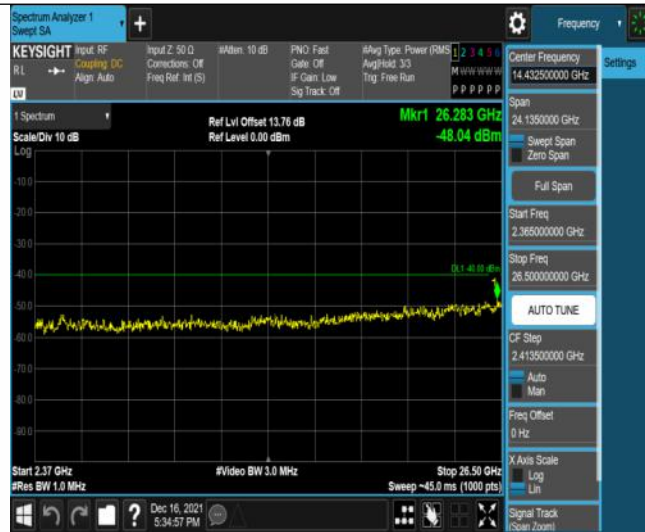 Spectrum Analyzer 1
Swept SA
+
Frequency
KEYSIGHT
RL
LVI
Input: RF
Coupling: DC
Align: Auto
Input Z: 50 Ω
Corrections: Off
Freq Ref: Int (S)
#Atten: 10 dB
PNO: Fast
Gate: Off
IF Gain: Low
Sig Track: Off
#Avg Type: Power (RMS
Avg|Hold: 3/3
Trig: Free Run
1 2 3 4 5 6
M W W W W W
P P P P P P
Center Frequency
14.432500000 GHz
Settings
1 Spectrum
Scale/Div 10 dB
Ref Lvl Offset 13.76 dB
Ref Level 0.00 dBm
Mkr1 26.283 GHz
-48.04 dBm
Span
24.1350000 GHz
Swept Span
Zero Span
Full Span
Log
-10.0
-20.0
-30.0
-40.0
-50.0
-60.0
-70.0
-80.0
-90.0
DL1 -40.00 dBm
1
Start Freq
2.365000000 GHz
Stop Freq
26.500000000 GHz
AUTO TUNE
CF Step
2.413500000 GHz
Auto
Man
Freq Offset
0 Hz
X Axis Scale
Log
Lin
Signal Track
(Span Zoom)
Start 2.37 GHz
#Res BW 1.0 MHz
#Video BW 3.0 MHz
Stop 26.50 GHz
Sweep ~45.0 ms (1000 pts)
?
Dec 16, 2021
5:34:57 PM